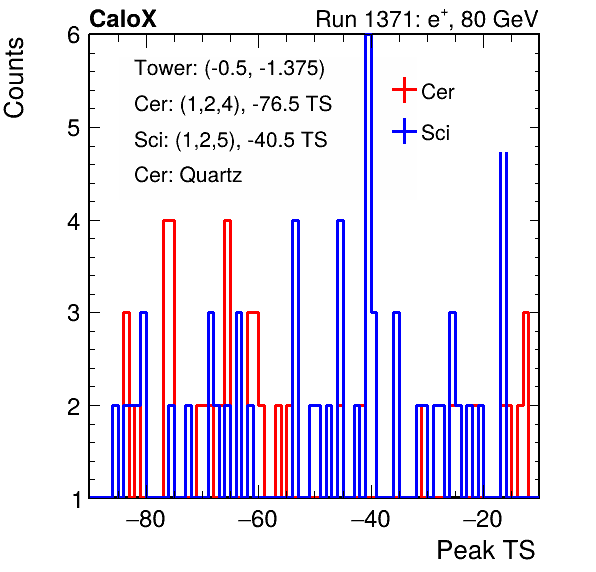 CaloX Run 1371: e⁺, 80 GeV
Counts
6
5
4
3
2
1
Tower: (-0.5, -1.375)
Cer: (1,2,4), -76.5 TS
Sci: (1,2,5), -40.5 TS
Cer: Quartz
Cer
Sci
−80 −60 −40 −20
Peak TS